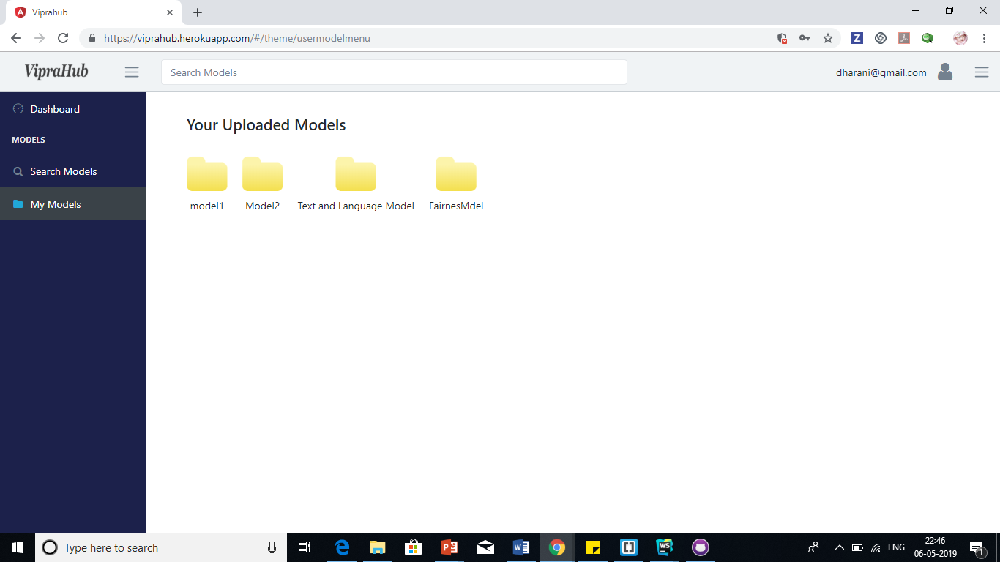 Viprahub
https://viprahub.herokuapp.com/#/theme/usermodelmenu
VipraHub
Search Models
dharani@gmail.com
Dashboard
MODELS
Search Models
My Models
Your Uploaded Models
model1 Model2 Text and Language Model FairnesMdel
Type here to search
ENG
22:46
06-05-2019
1